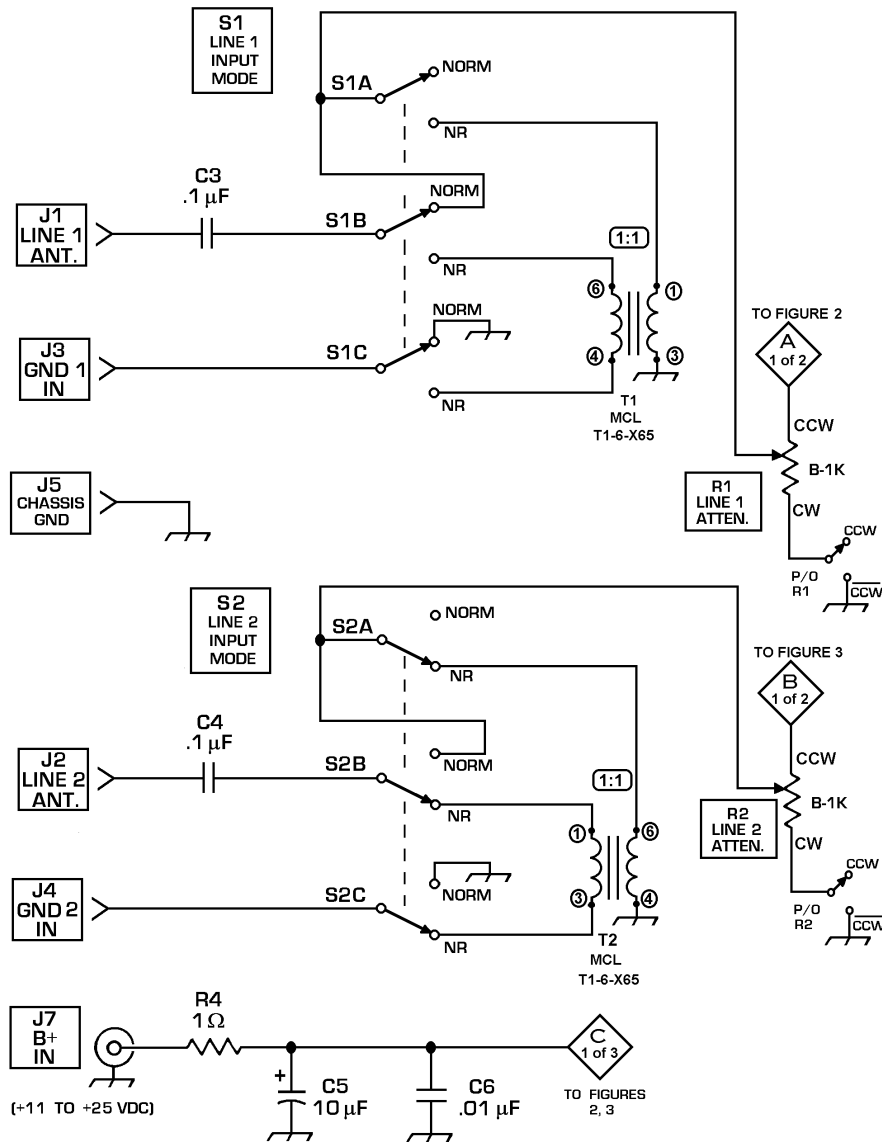 S1
LINE 1
INPUT
MODE
S1A
NORM
NR
C3
.1 µF
J1
LINE 1
ANT.
S1B
NORM
NR
1:1
6
1
4
3
T1
MCL
T1-6-X65
J3
GND 1
IN
S1C
NORM
NR
TO FIGURE 2
A
1 of 2
CCW
B-1K
CW
R1
LINE 1
ATTEN.
CCW
P/O
R1
CCW
J5
CHASSIS
GND
S2
LINE 2
INPUT
MODE
S2A
NORM
NR
C4
.1 µF
J2
LINE 2
ANT.
S2B
NORM
NR
1:1
1
6
3
4
T2
MCL
T1-6-X65
J4
GND 2
IN
S2C
NORM
NR
TO FIGURE 3
B
1 of 2
CCW
B-1K
CW
R2
LINE 2
ATTEN.
CCW
P/O
R2
CCW
J7
B+
IN
(+11 TO +25 VDC)
R4
1 Ω
+
C5
10 µF
C6
.01 µF
C
1 of 3
TO FIGURES
2, 3